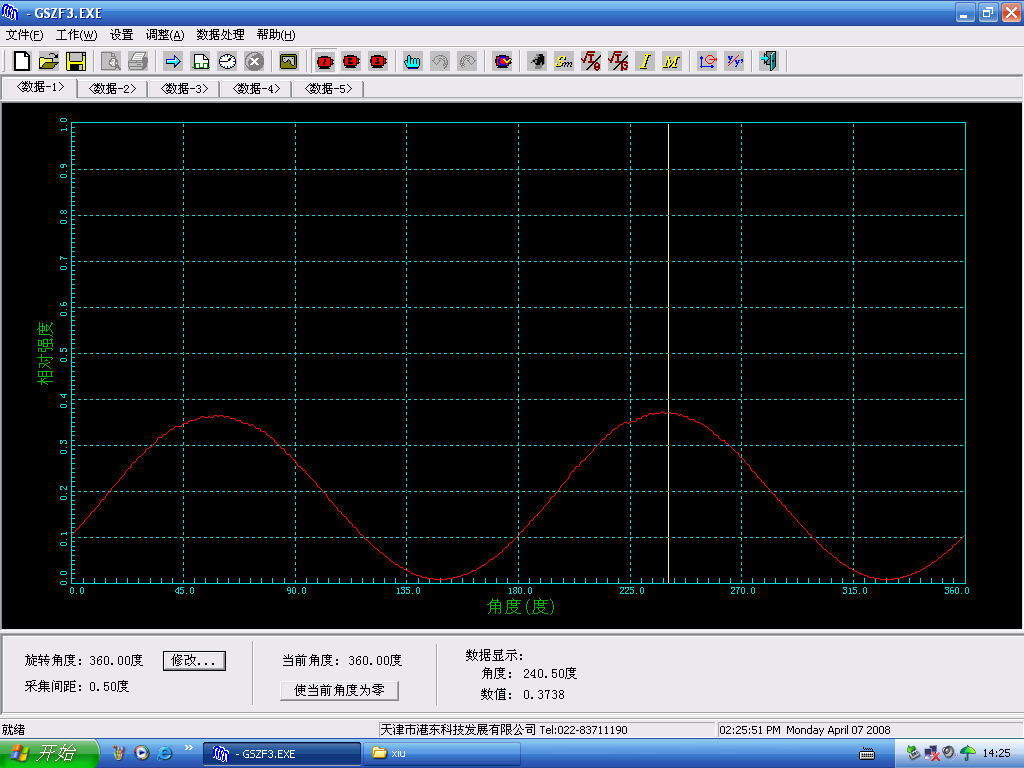 - GSZF3.EXE
文件(F) 工作(W) 设置 调整(A) 数据处理 帮助(H)
《数据-1》 《数据-2》 《数据-3》 《数据-4》 《数据-5》
1.0
0.9
0.8
0.7
0.6
0.5
0.4
0.3
0.2
0.1
0.0
相对强度
0.0 45.0 90.0 135.0 180.0 225.0 270.0 315.0 360.0
角度(度)
旋转角度: 360.00度 修改...
采集间距: 0.50度
当前角度: 360.00度
使当前角度为零
数据显示:
角度: 240.50度
数值: 0.3738
就绪 天津市港东科技发展有限公司 Tel:022-83711190 02:25:51 PM Monday April 07 2008
开始 - GSZF3.EXE xiu 14:25